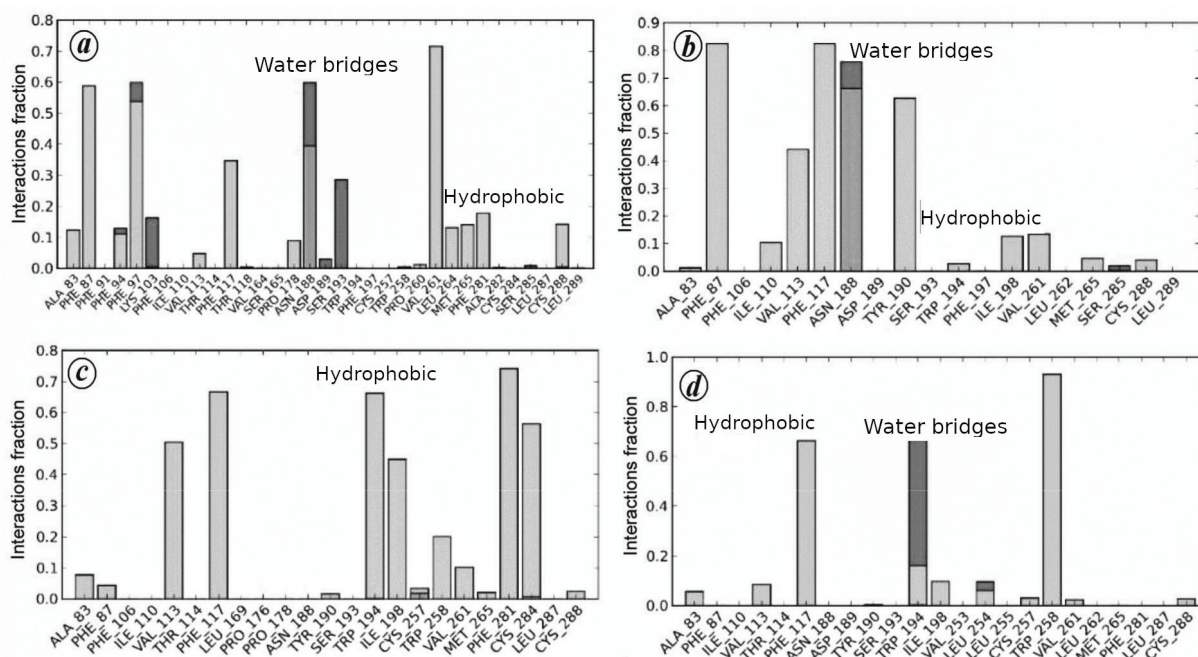 0.8
0.7
0.6
0.5
0.4
0.3
0.2
0.1
0.0
Interactions fraction
a
Water bridges
Hydrophobic
ALA_83
PHE_87
PHE_91
PHE_94
PHE_97
LYS_103
PHE_106
ILE_110
VAL_113
THR_114
PHE_117
THR_118
VAL_164
SER_165
PRO_178
ASN_188
ASP_189
SER_193
TRP_194
PHE_197
CYS_257
TRP_258
PRO_260
VAL_261
LEU_264
MET_265
PHE_281
ALA_282
CYS_284
SER_285
LEU_287
CYS_288
LEU_289
0.9
0.8
0.7
0.6
0.5
0.4
0.3
0.2
0.1
0.0
Interactions fraction
b
Water bridges
Hydrophobic
ALA_83
PHE_87
PHE_106
ILE_110
VAL_113
PHE_117
ASN_188
ASP_189
TYR_190
SER_193
TRP_194
PHE_197
ILE_198
VAL_261
LEU_262
MET_265
SER_285
CYS_288
LEU_289
0.8
0.7
0.6
0.5
0.4
0.3
0.2
0.1
0.0
Interactions fraction
c
Hydrophobic
ALA_83
PHE_87
PHE_106
ILE_110
VAL_113
THR_114
PHE_117
LEU_169
PRO_176
PRO_178
ASN_188
TYR_190
SER_193
TRP_194
ILE_198
CYS_257
TRP_258
VAL_261
MET_265
PHE_281
CYS_284
LEU_287
CYS_288
1.0
0.8
0.6
0.4
0.2
0.0
Interactions fraction
d
Hydrophobic
Water bridges
ALA_83
PHE_87
ILE_110
VAL_113
THR_114
PHE_117
ASN_188
ASP_189
TYR_190
SER_193
TRP_194
ILE_198
VAL_253
LEU_254
LEU_255
CYS_257
TRP_258
VAL_261
LEU_262
MET_265
PHE_281
LEU_287
CYS_288